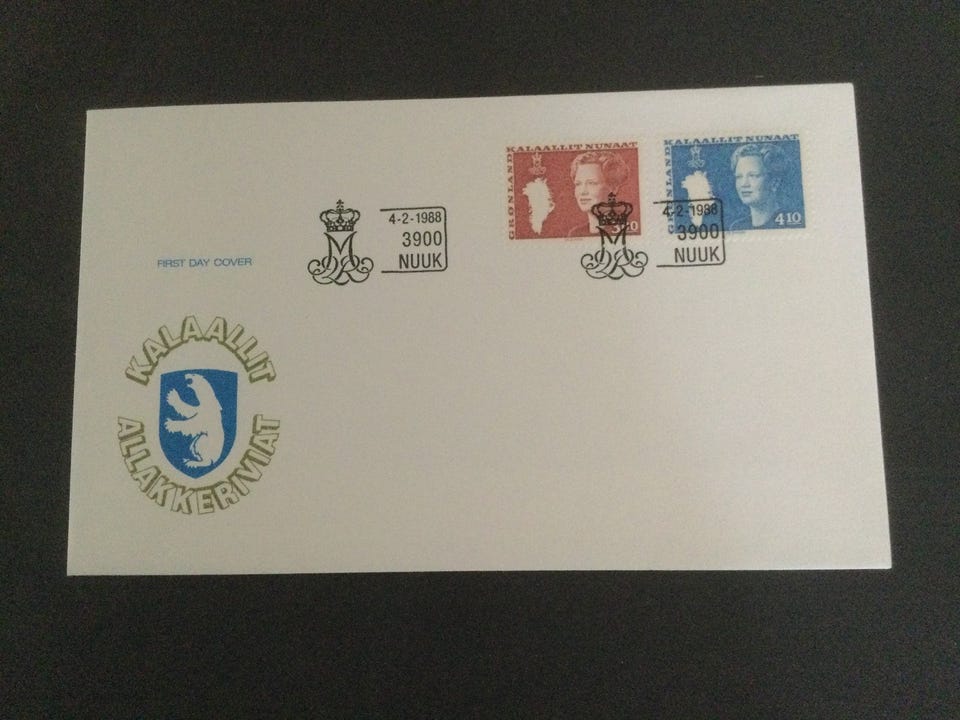 KALAALLIT NUNAAT
GRØNLAND
KALAALLIT NUNAAT
GRØNLAND
4.10
4-2-1988
3900
NUUK
4-2-1988
3900
NUUK
FIRST DAY COVER
KALAALLIT
ALLAKKERIVIAT